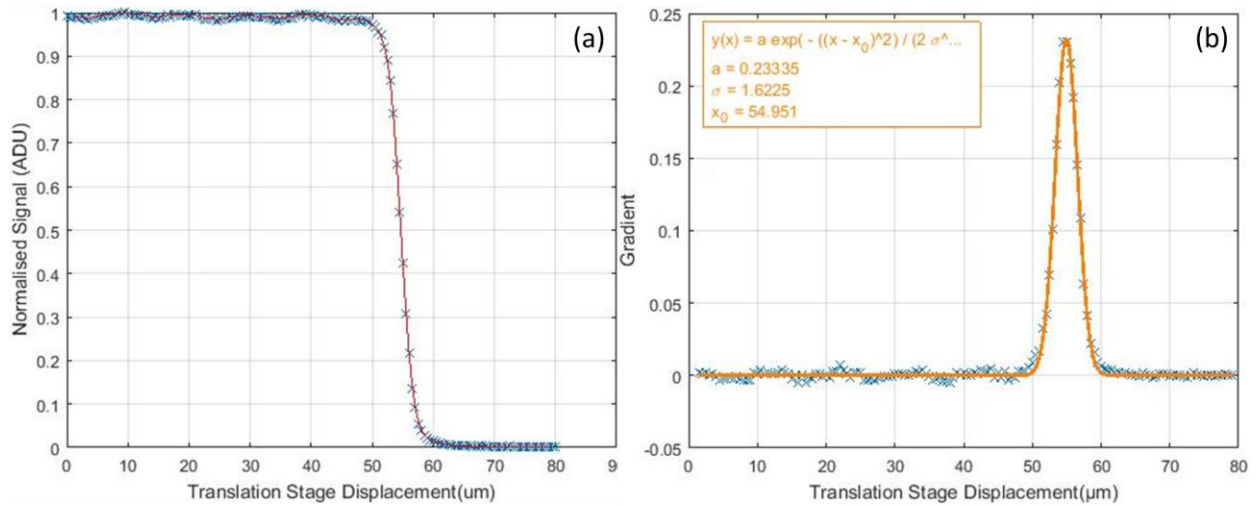 (a)
Normalised Signal (ADU)
1
0.9
0.8
0.7
0.6
0.5
0.4
0.3
0.2
0.1
0
0 10 20 30 40 50 60 70 80 9
Translation Stage Displacement(um)
(b)
y(x) = a exp( - ((x - x0)^2) / (2 σ^...
a = 0.23335
σ = 1.6225
x0 = 54.951
Gradient
0.25
0.2
0.15
0.1
0.05
0
-0.05
0 10 20 30 40 50 60 70 80
Translation Stage Displacement(µm)